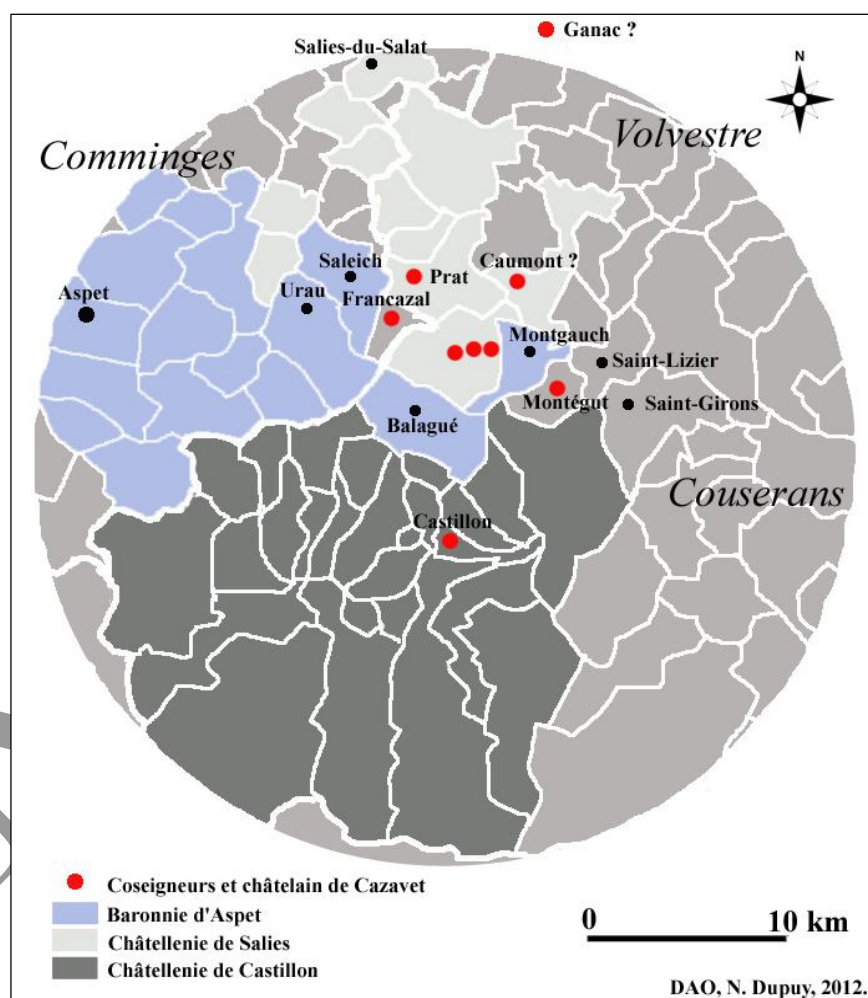 Ganac ?
Salies-du-Salat
N
Volvestre
Comminges
Saleich
Prat
Caumont ?
Aspet
Urau
Francazal
Montgauch
Saint-Lizier
Montégut
Saint-Girons
Balagué
Couserans
Castillon
Coseigneurs et châtelain de Cazavet
Baronnie d'Aspet
Châtellenie de Salies
Châtellenie de Castillon
0 10 km
DAO, N. Dupuy, 2012.